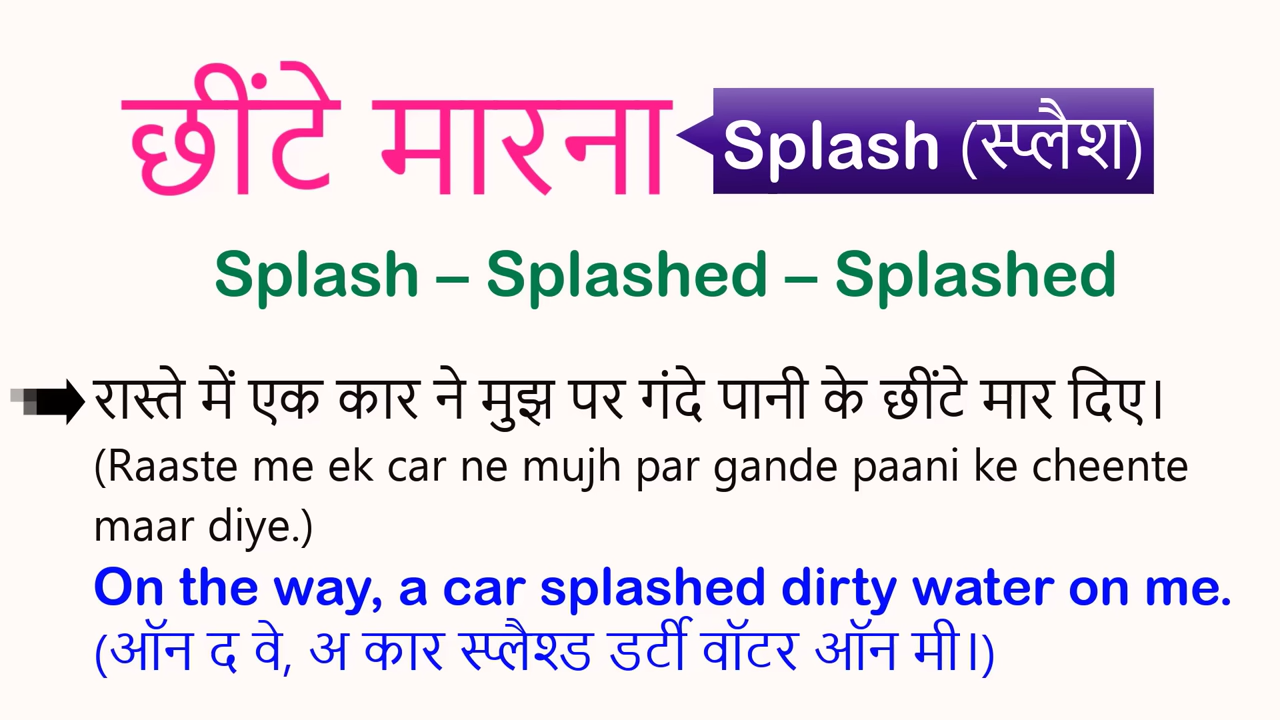 छींटे मारना Splash (स्प्लैश)
Splash – Splashed – Splashed
रास्ते में एक कार ने मुझ पर गंदे पानी के छींटे मार दिए।
(Raaste me ek car ne mujh par gande paani ke cheente
maar diye.)
On the way, a car splashed dirty water on me.
(ऑन द वे, अ कार स्प्लैश्ड डर्टी वॉटर ऑन मी।)